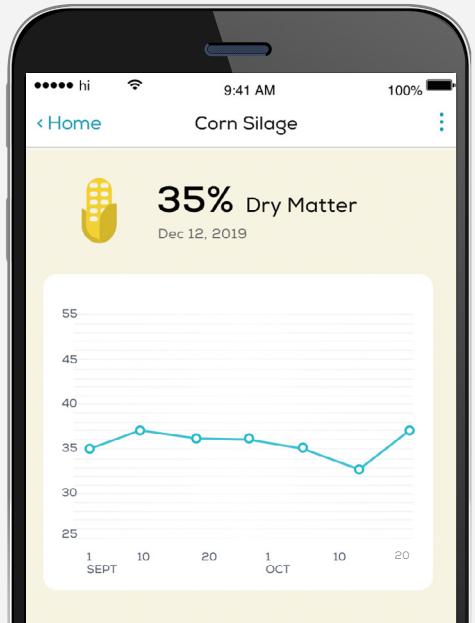 hi 9:41 AM 100%
< Home Corn Silage
35% Dry Matter
Dec 12, 2019
55
45
40
35
30
25
1 10 20 1 10 20
SEPT OCT